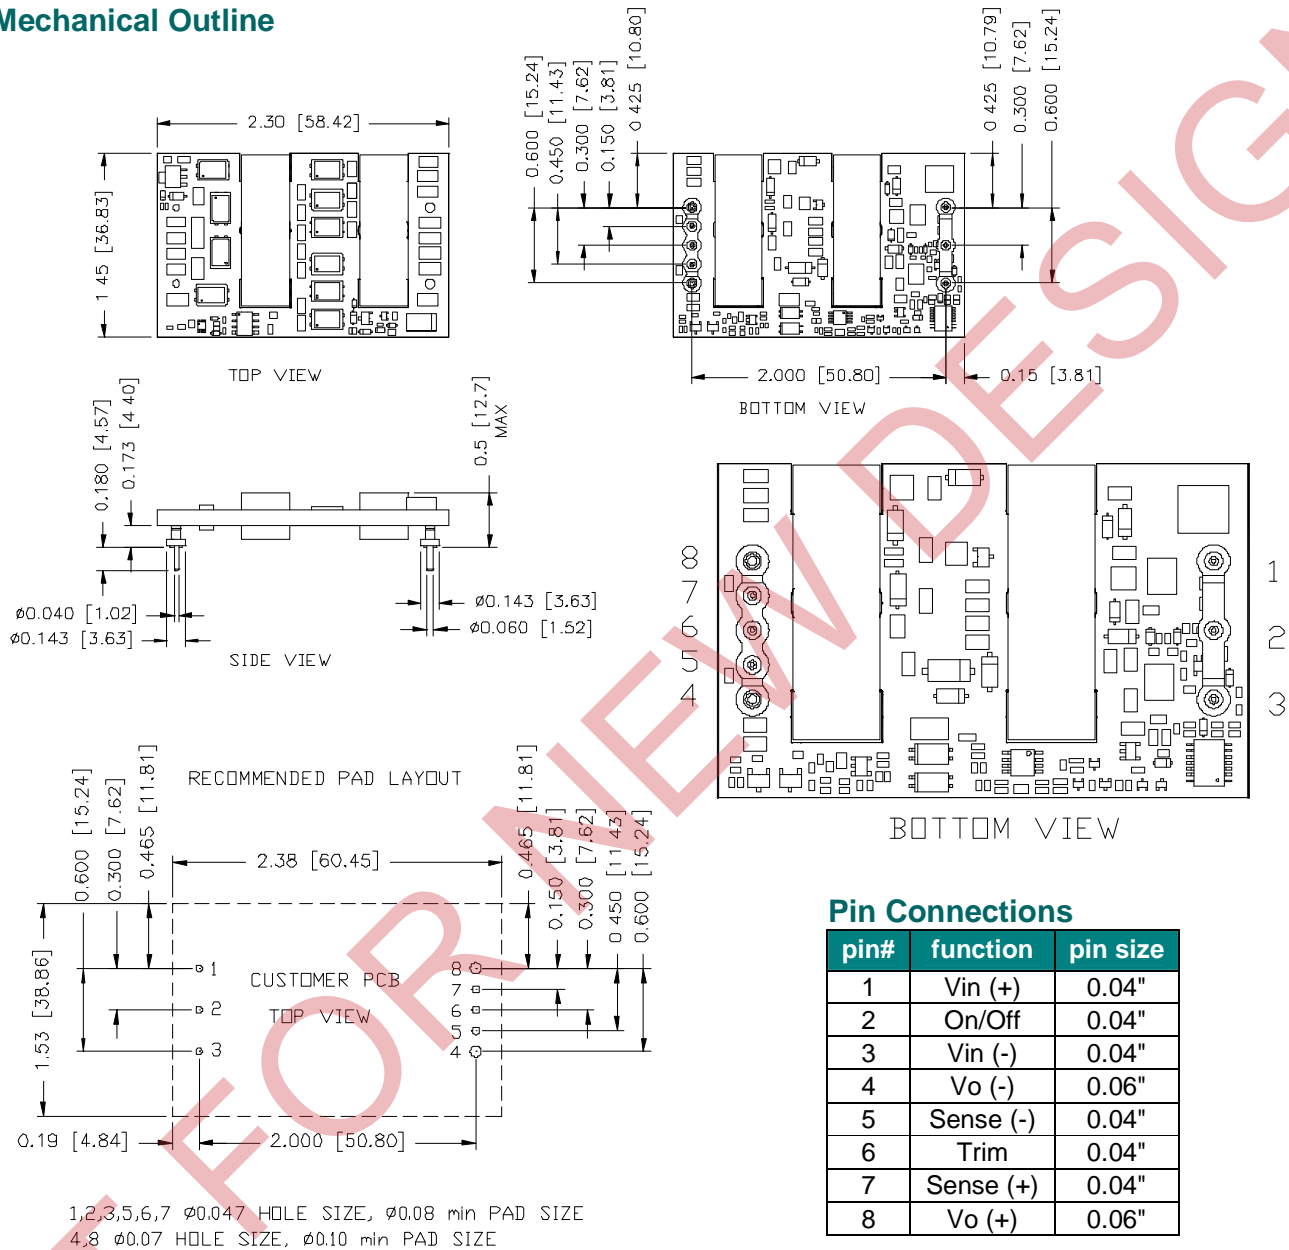 Mechanical Outline
2.30 [58.42]
1 45 [36.83]
TOP VIEW
0.600 [15.24]
0.450 [11.43]
0.300 [7.62]
0.150 [3.81]
0 425 [10.80]
0 425 [10.79]
0.300 [7.62]
0.600 [15.24]
2.000 [50.80]
0.15 [3.81]
BOTTOM VIEW
0.180 [4.57]
0.173 [4 40]
0.5 [12.7]
MAX
ø0.040 [1.02]
ø0.143 [3.63]
ø0.143 [3.63]
ø0.060 [1.52]
SIDE VIEW
8
7
6
5
4
1
2
3
BOTTOM VIEW
RECOMMENDED PAD LAYOUT
0.600 [15.24]
0.300 [7.62]
0.465 [11.81]
2.38 [60.45]
0.465 [11.81]
0.150 [3.81]
0.300 [7.62]
0 450 [11 43]
0.600 [15.24]
1.53 [38.86]
1
2
3
CUSTOMER PCB
TOP VIEW
8
7
6
5
4
0.19 [4.84]
2.000 [50.80]
1,2,3,5,6,7 ø0.047 HOLE SIZE, ø0.08 min PAD SIZE
4,8 ø0.07 HOLE SIZE, ø0.10 min PAD SIZE
Pin Connections
pin# function pin size
1 Vin (+) 0.04"
2 On/Off 0.04"
3 Vin (-) 0.04"
4 Vo (-) 0.06"
5 Sense (-) 0.04"
6 Trim 0.04"
7 Sense (+) 0.04"
8 Vo (+) 0.06"
T FOR NEW DESIGN